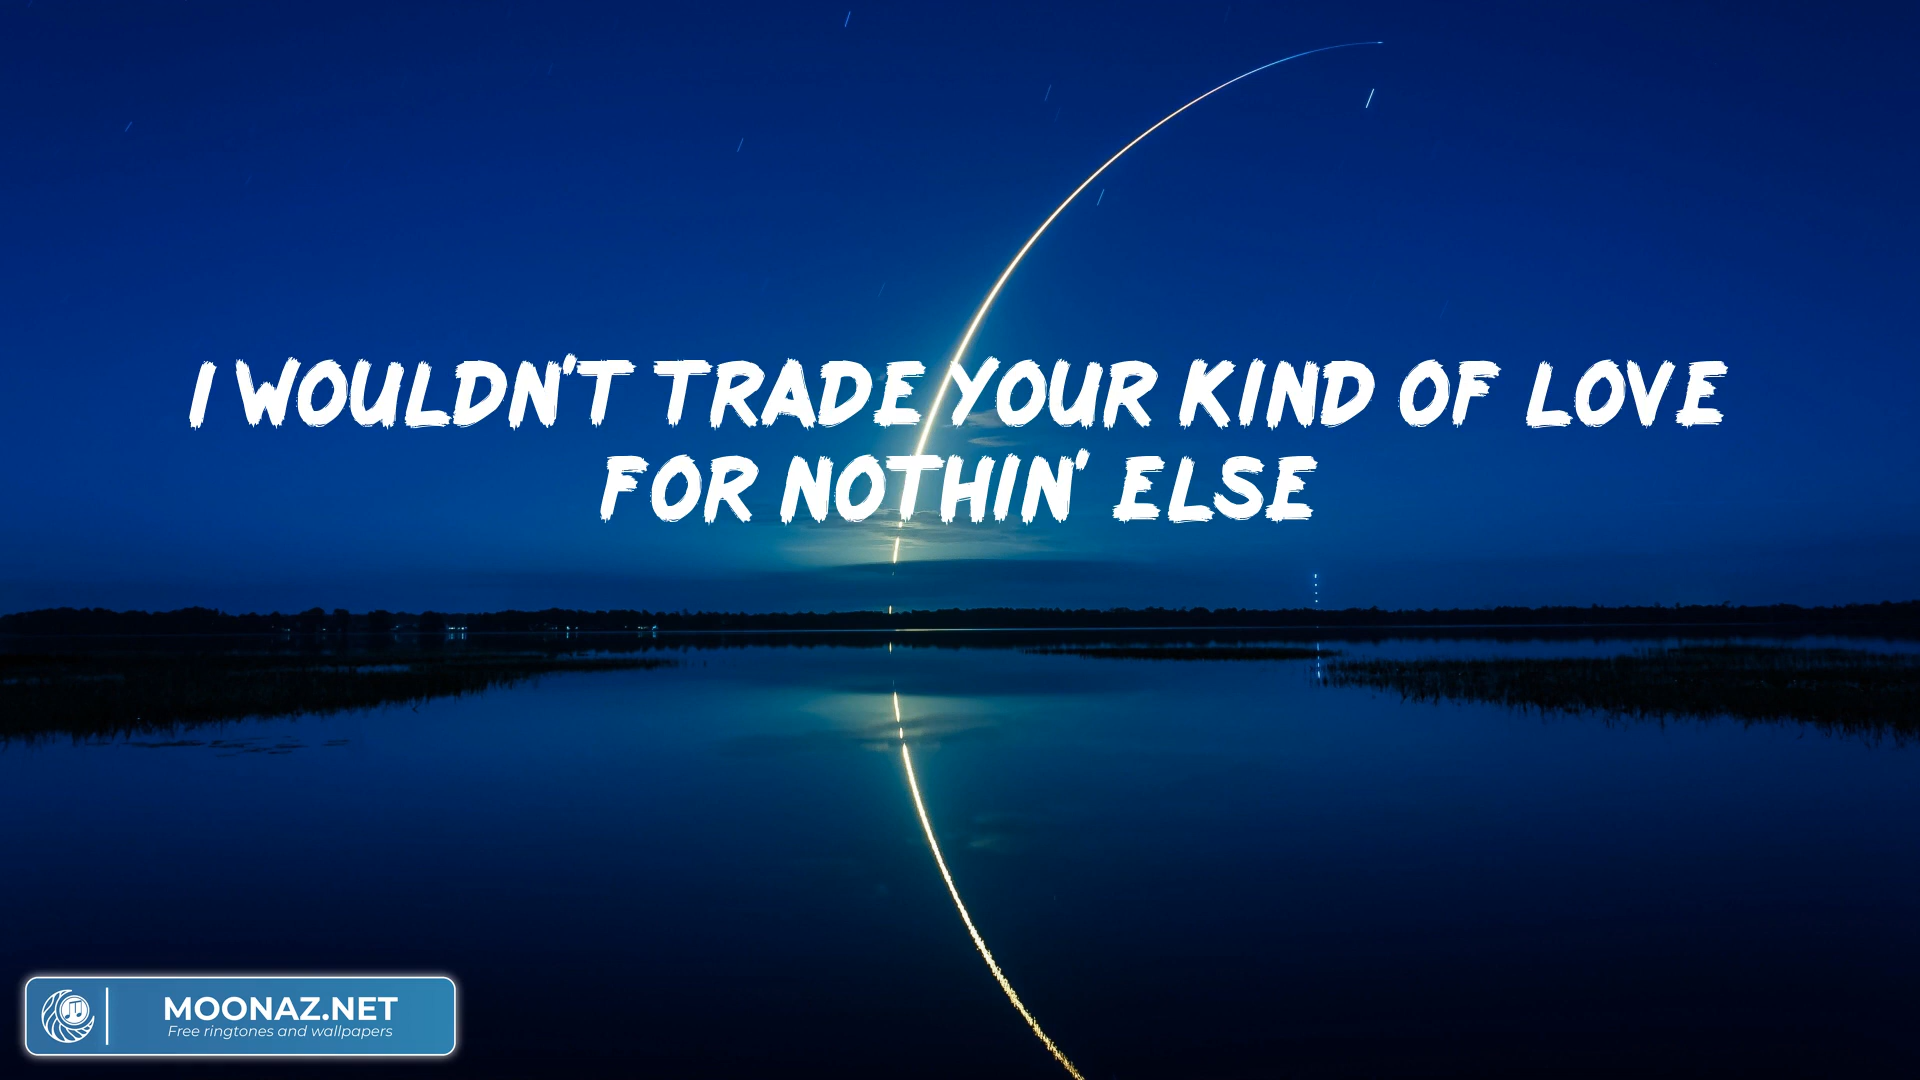 I WOULDN'T TRADE YOUR KIND OF LOVE
FOR NOTHIN' ELSE
MOONAZ.NET
Free ringtones and wallpapers